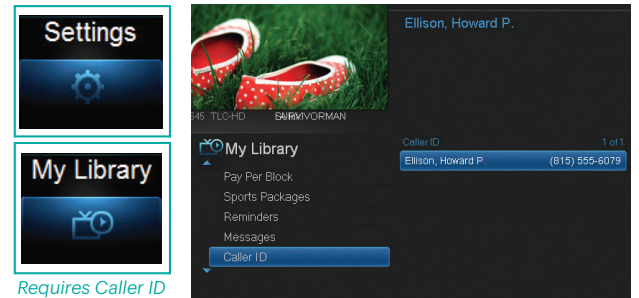 Settings
My Library
Requires Caller ID
Ellison, Howard P.
645 TLC-HD
My Library
Pay Per Block
Sports Packages
Reminders
Messages
Caller ID
Caller ID 1 of 1
Ellison, Howard P. (815) 555-6079